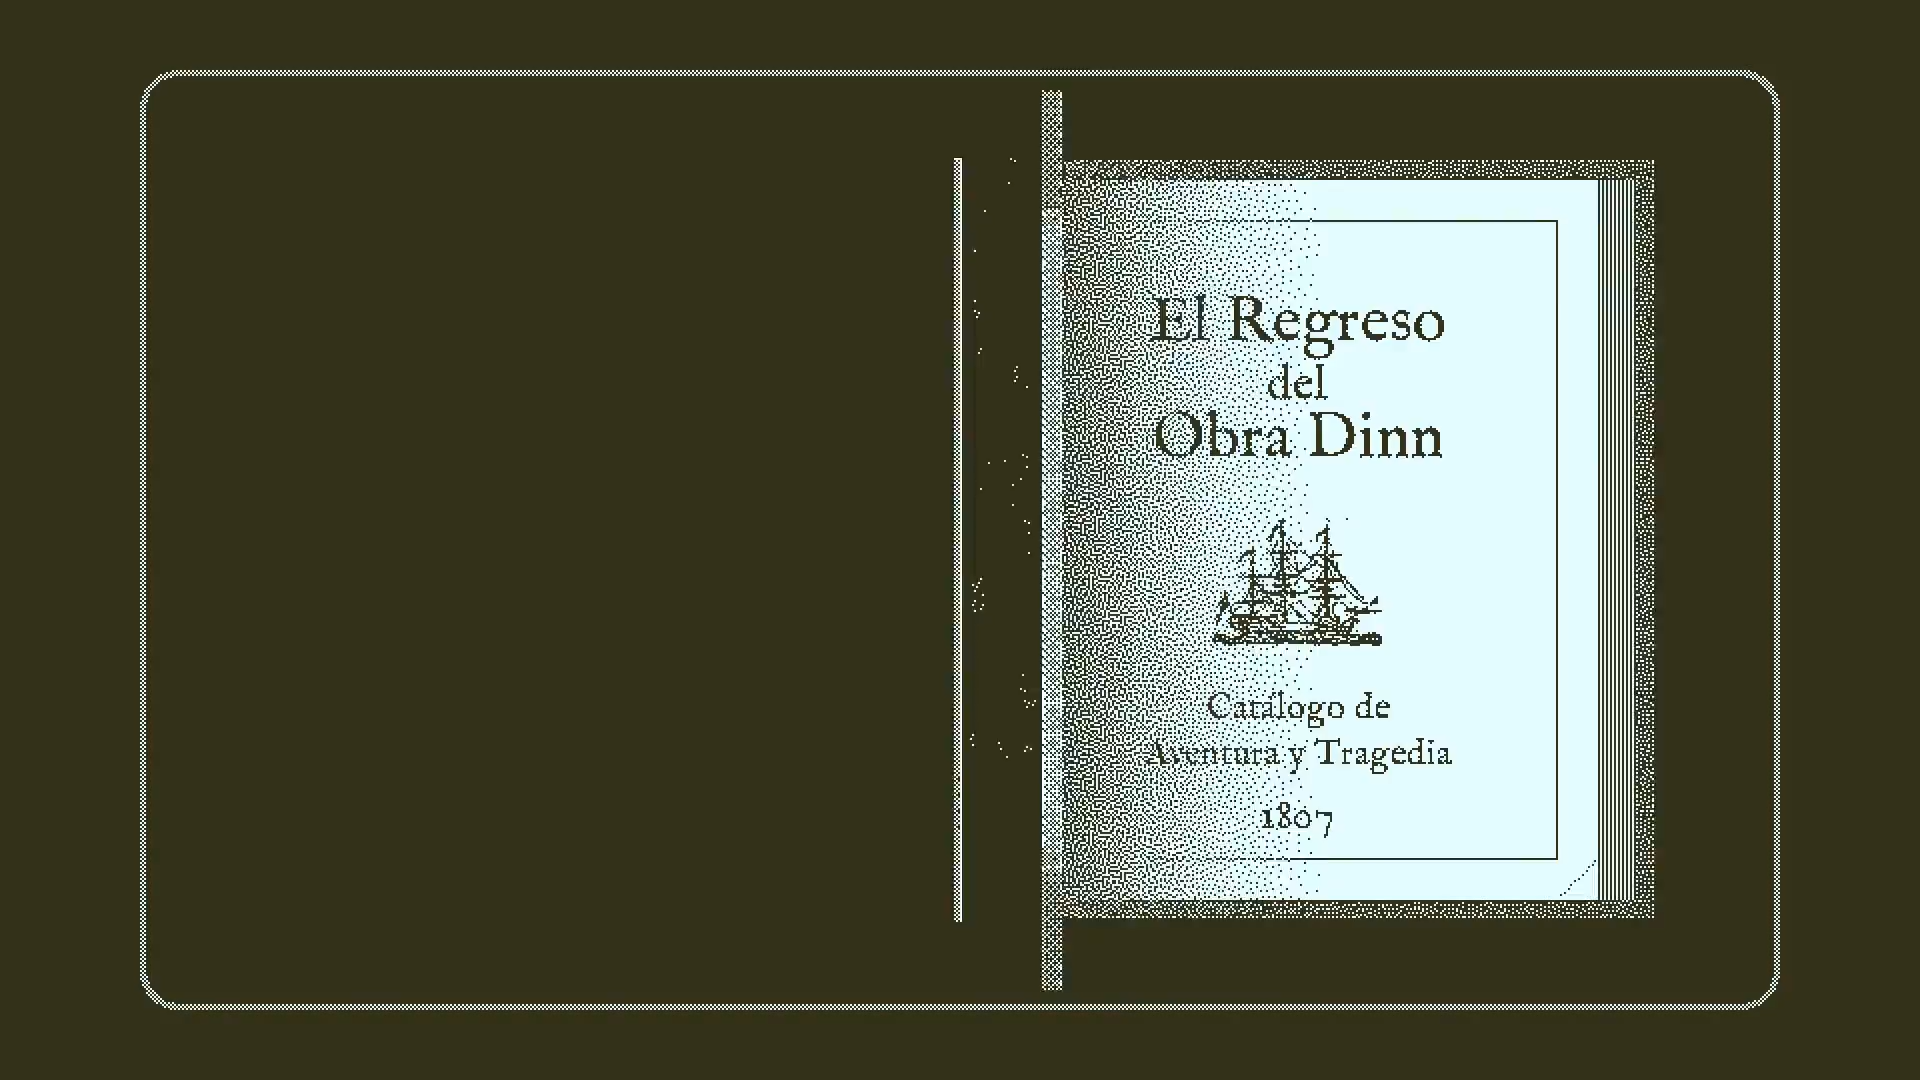 El Regreso
del
Obra Dinn
Catálogo de
Aventura y Tragedia
1807